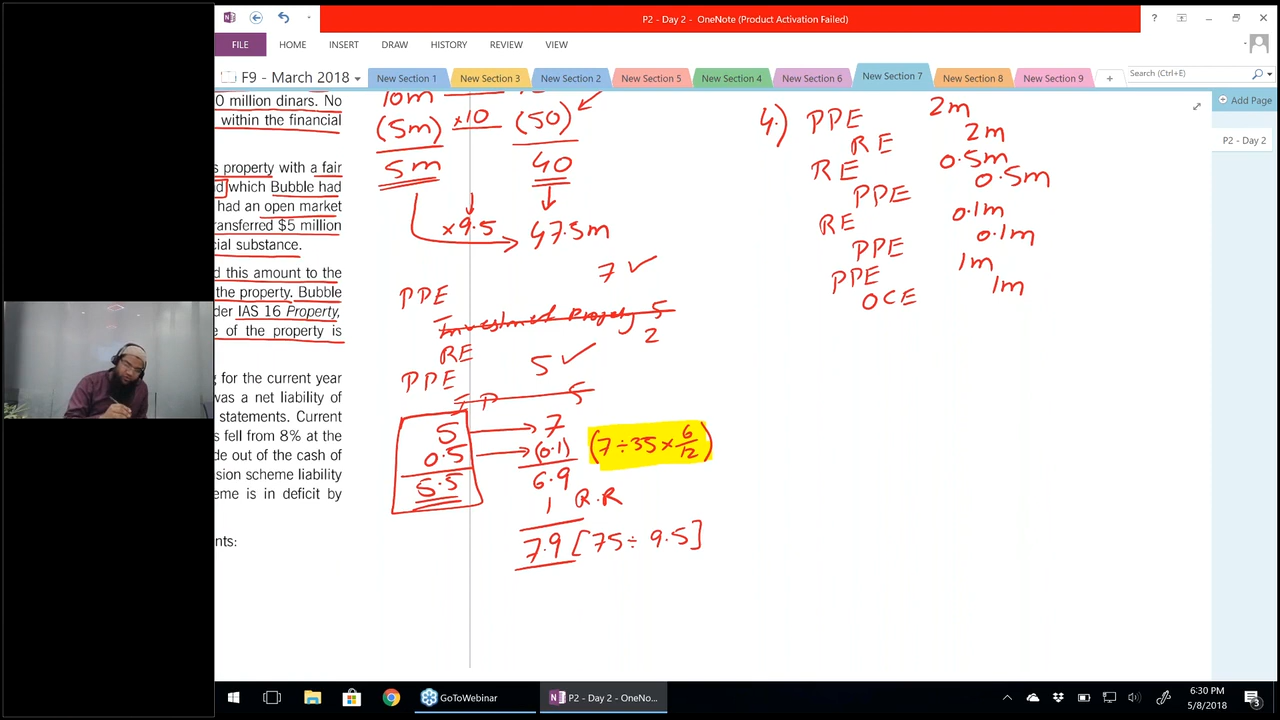 P2 - Day 2 - OneNote (Product Activation Failed)
FILE HOME INSERT DRAW HISTORY REVIEW VIEW
F9 - March 2018
New Section 1
New Section 3
New Section 2
New Section 5
New Section 4
New Section 6
New Section 7
New Section 8
New Section 9
Search (Ctrl+E)
Add Page
P2 - Day 2
0 million dinars. No
within the financial
s property with a fair
which Bubble had
had an open market
ransferred $5 million
cial substance.
d this amount to the
the property. Bubble
der IAS 16 Property,
e of the property is
g for the current year
was a net liability of
statements. Current
s fell from 8% at the
de out of the cash of
sion scheme liability
eme is in deficit by
nts:
10m
(5m) ×10 (50)
5m 40
×9.5 47.5m
7 ✓
PPE
Investment Propety 5
2
RE
5 ✓
PPE
IP 5
5 7
0.5 (0.1) (7÷35×6/12)
5.5 6.9
1 R.R
7.9 [75÷9.5]
4.) PPE 2m
RE 2m
RE 0.5m
PPE 0.5m
RE 0.1m
PPE 0.1m
PPE 1m
OCE 1m
GoToWebinar
P2 - Day 2 - OneNo...
6:30 PM
5/8/2018
3